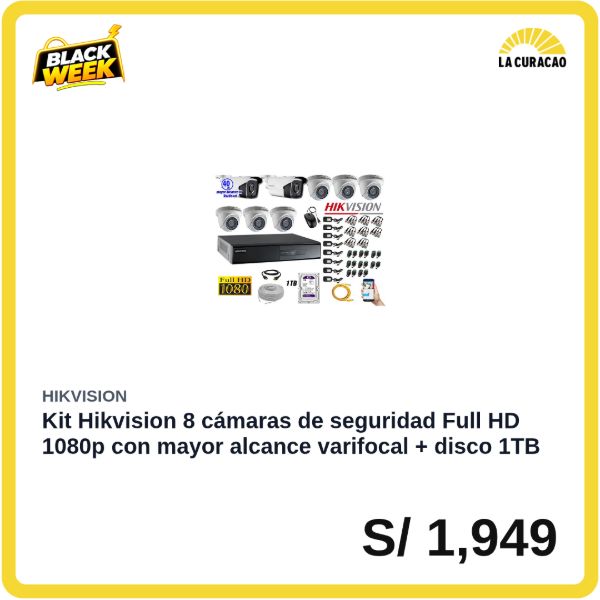 BLACK
WEEK
LA CURACAO
HIKVISION
Full HD
1080
1TB
HIKVISION
Kit Hikvision 8 cámaras de seguridad Full HD
1080p con mayor alcance varifocal + disco 1TB
S/ 1,949